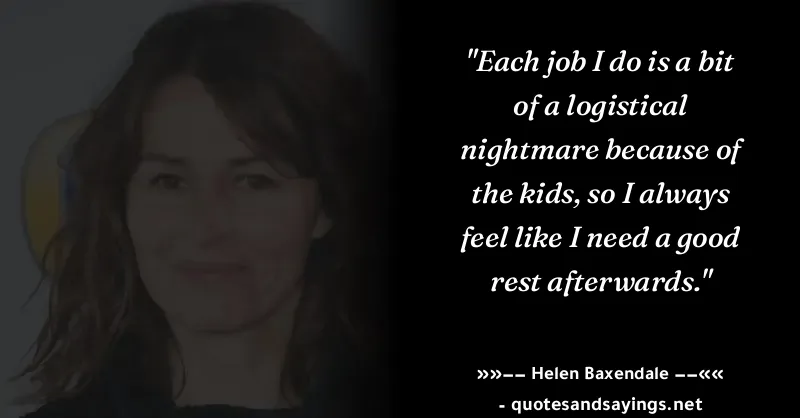 "Each job I do is a bit
of a logistical
nightmare because of
the kids, so I always
feel like I need a good
rest afterwards."
»»–– Helen Baxendale ––««
- quotesandsayings.net